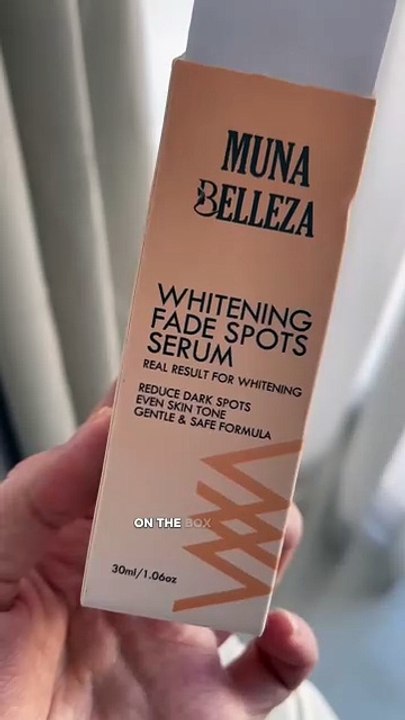 MUNA
BELLEZA
WHITENING
FADE SPOTS
SERUM
REAL RESULT FOR WHITENING
REDUCE DARK SPOTS
EVEN SKIN TONE
GENTLE & SAFE FORMULA
ON THE BOX
30ml/1.06oz